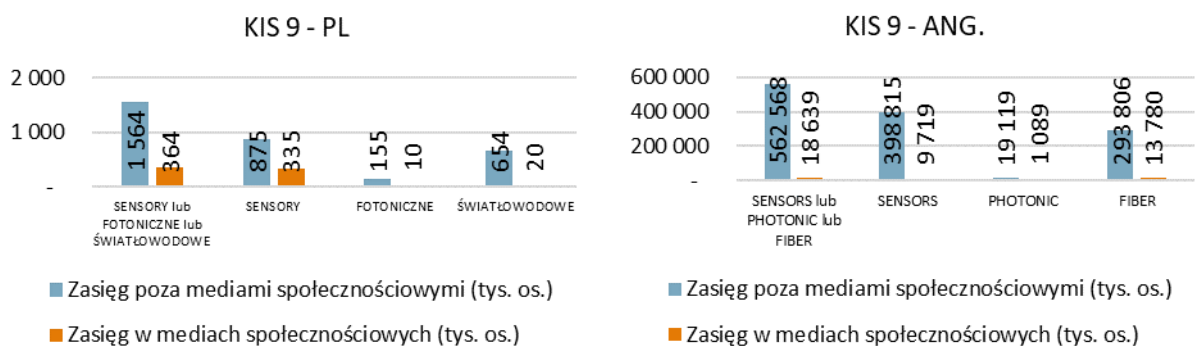 KIS 9 - PL
2 000
1 000
-
1 564
364
875
335
155
10
654
20
SENSORY lub
FOTONICZNE lub
ŚWIATŁOWODOWE
SENSORY
FOTONICZNE
ŚWIATŁOWODOWE
Zasięg poza mediami społecznościowymi (tys. os.)
Zasięg w mediach społecznościowych (tys. os.)
KIS 9 - ANG.
600 000
400 000
200 000
-
562 568
18 639
398 815
9 719
19 119
1 089
293 806
13 780
SENSORS lub
PHOTONIC lub
FIBER
SENSORS
PHOTONIC
FIBER
Zasięg poza mediami społecznościowymi (tys. os.)
Zasięg w mediach społecznościowych (tys. os.)